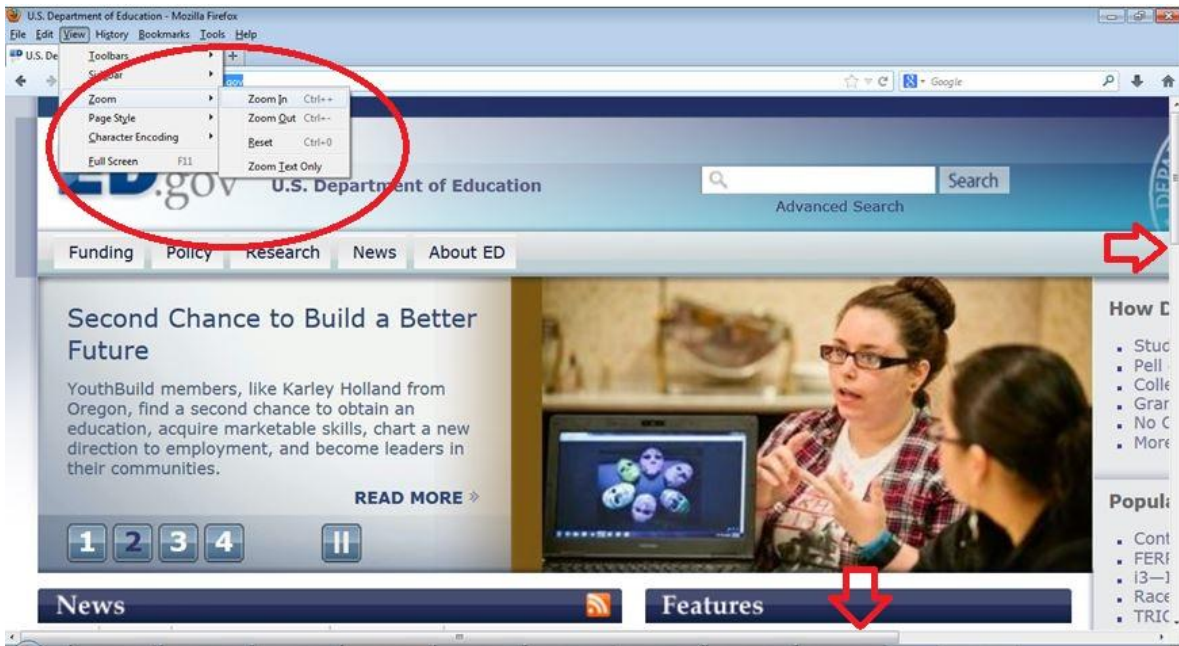 U.S. Department of Education - Mozilla Firefox
File Edit View History Bookmarks Tools Help
U.S. De
Toolbars
Sidebar
.gov
Google
Zoom
Zoom In Ctrl++
Page Style
Zoom Out Ctrl+-
Character Encoding
Reset Ctrl+0
Full Screen F11
Zoom Text Only
ED.gov U.S. Department of Education
Search
Advanced Search
Funding Policy Research News About ED
Second Chance to Build a Better
Future
YouthBuild members, like Karley Holland from
Oregon, find a second chance to obtain an
education, acquire marketable skills, chart a new
direction to employment, and become leaders in
their communities.
READ MORE »
1 2 3 4
How D
Stud
Pell
Colle
Gran
No C
More
Popula
Cont
FERP
i3—I
Race
TRIC
News
Features